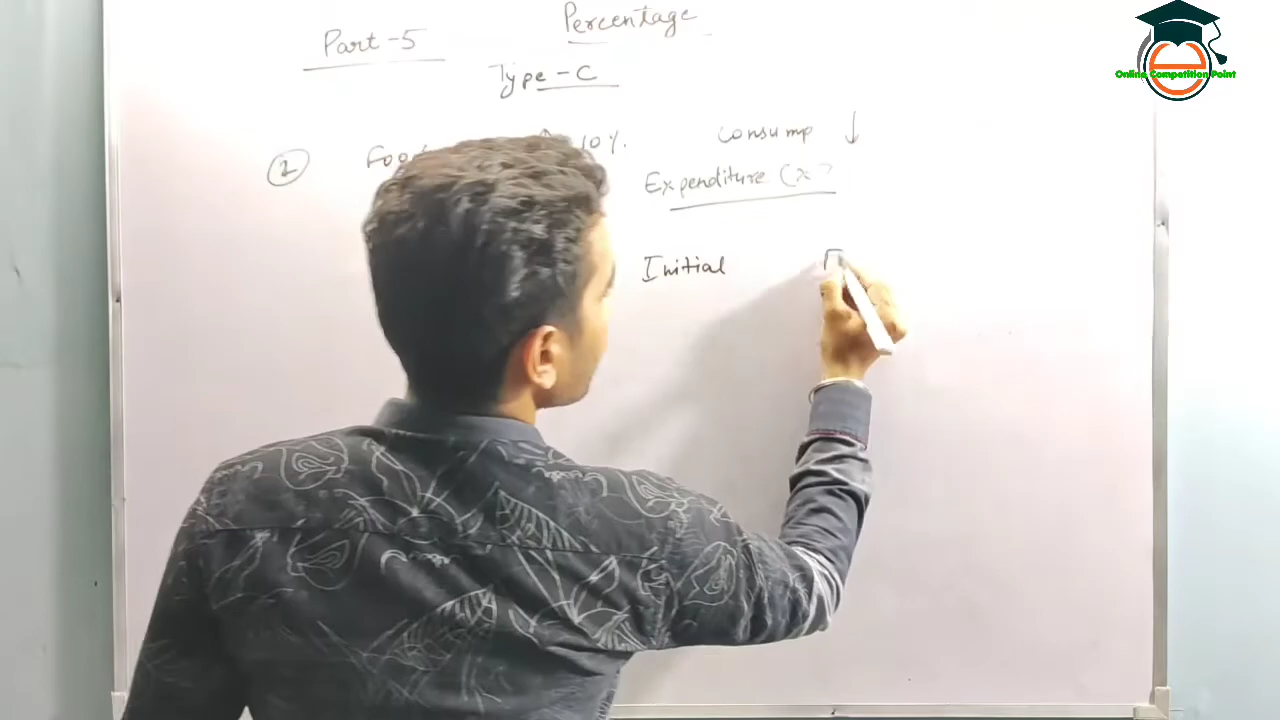 Percentage
Part-5
Type-C
② 10%. Consump ↓
Expenditure (x
Initial
Online Competition Point